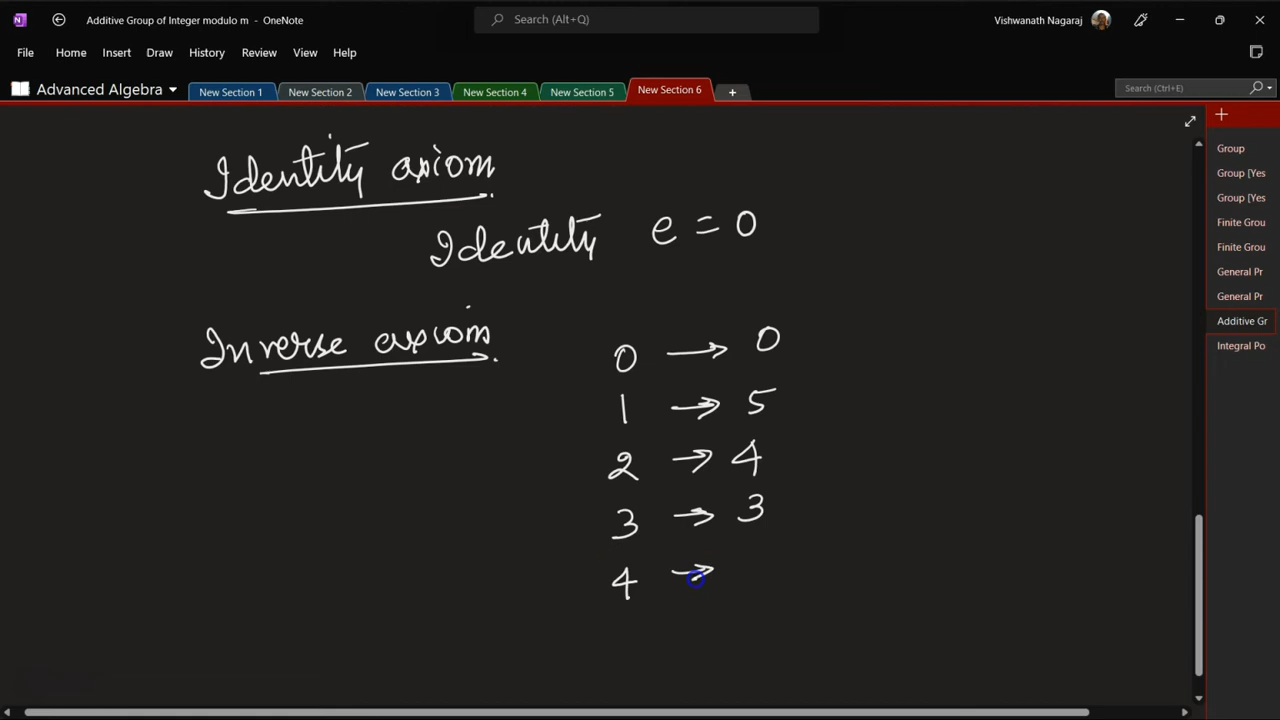 Additive Group of Integer modulo m - OneNote
Search (Alt+Q)
Vishwanath Nagaraj
File Home Insert Draw History Review View Help
Advanced Algebra
New Section 1 New Section 2 New Section 3 New Section 4 New Section 5 New Section 6 +
Search (Ctrl+E)
Identity axiom
Identity e = 0
Inverse axiom
0 → 0
1 → 5
2 → 4
3 → 3
4 →
Group
Group [Yes
Group [Yes
Finite Grou
Finite Grou
General Pr
General Pr
Additive Gr
Integral Po